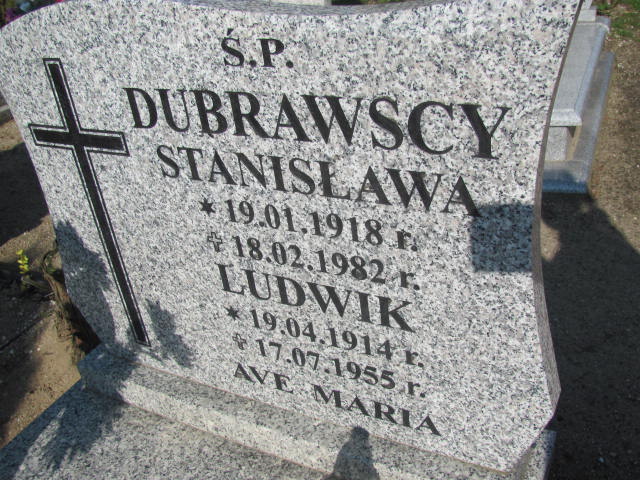 Ś.P.
DUBRAWSCY
STANISŁAWA
* 19.01.1918 r.
✝ 18.02.1982 r.
LUDWIK
* 19.04.1914 r.
✝ 17.07.1955 r.
AVE MARIA